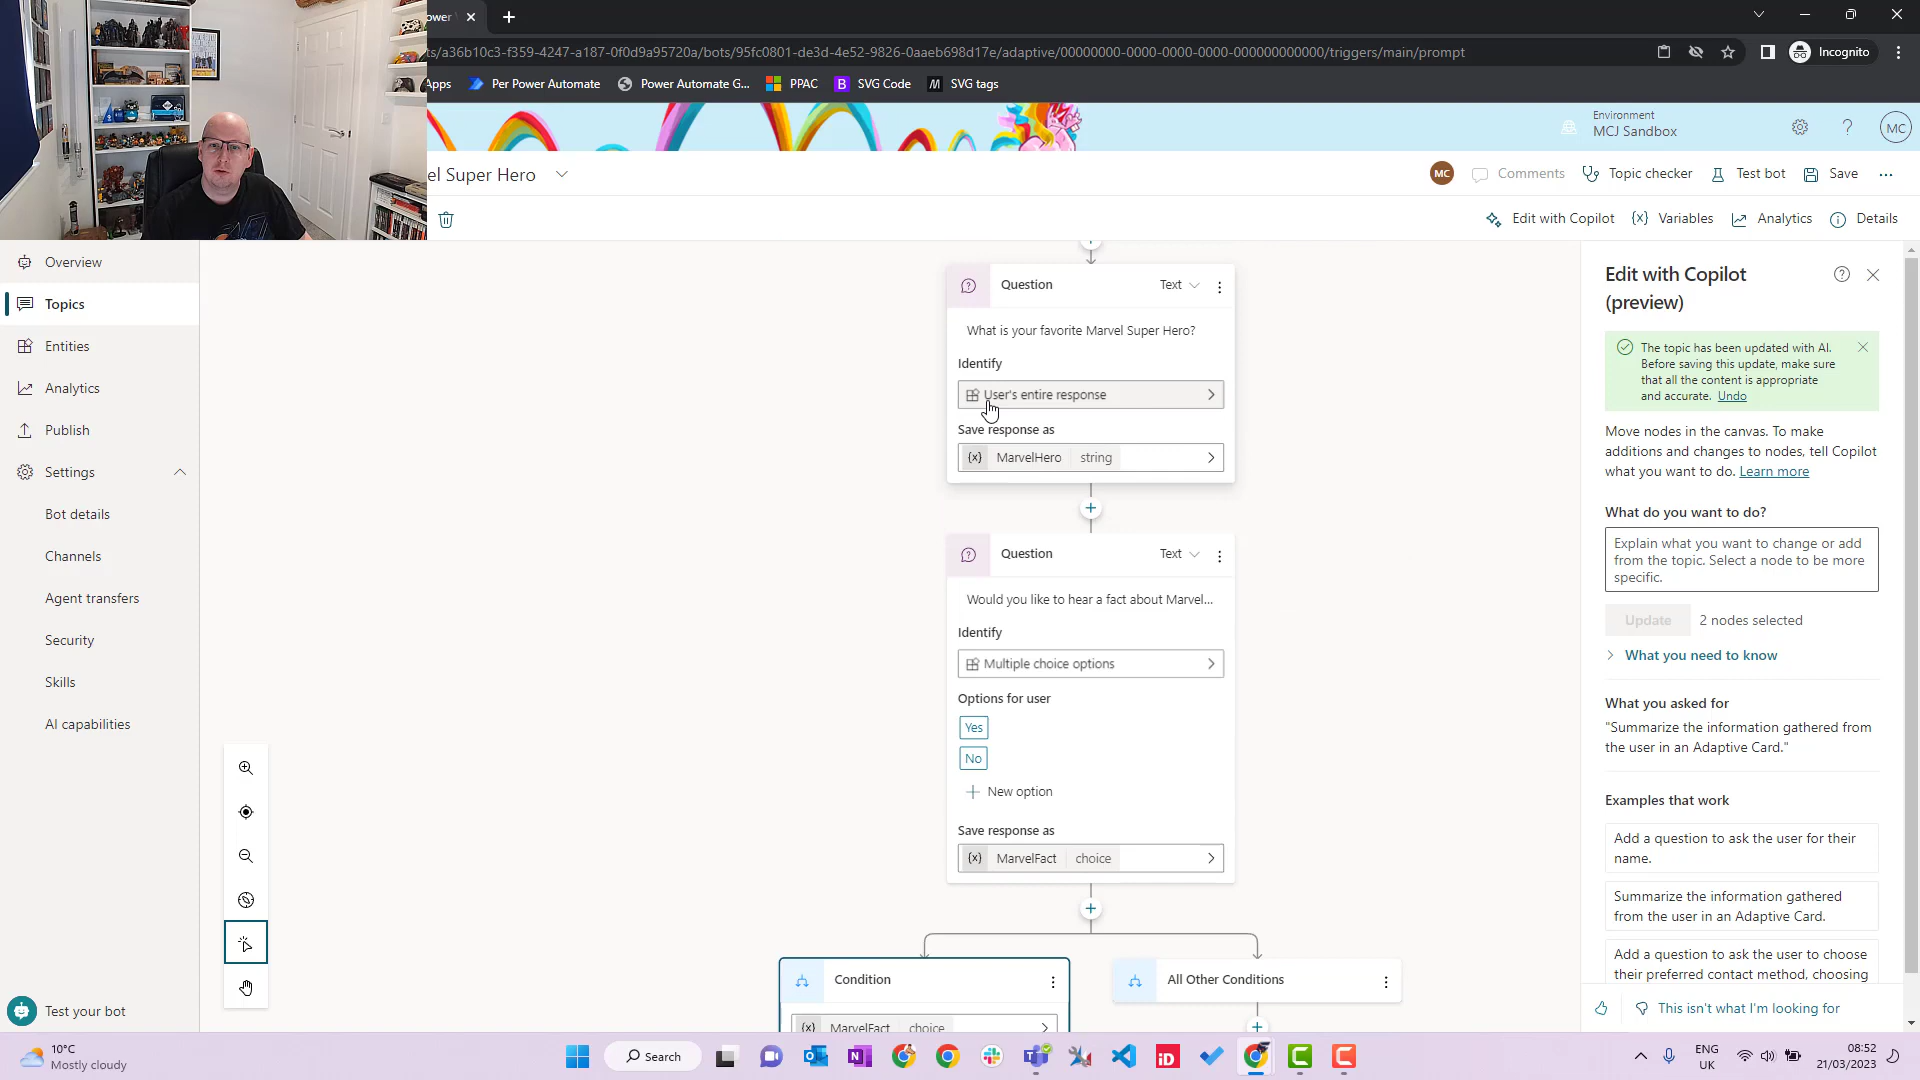 ower
ts/a36b10c3-f359-4247-a187-0f0d9a95720a/bots/95fc0801-de3d-4e52-9826-0aaeb698d17e/adaptive/00000000-0000-0000-0000-000000000000/triggers/main/prompt
Incognito
Apps
Per Power Automate
Power Automate G...
PPAC
B
SVG Code
M
SVG tags
Environment
MCJ Sandbox
MC
el Super Hero
MC
Comments
Topic checker
Test bot
Save
...
Edit with Copilot
{x}
Variables
Analytics
Details
Overview
Topics
Entities
Analytics
Publish
Settings
Bot details
Channels
Agent transfers
Security
Skills
AI capabilities
Test your bot
Question
Text
What is your favorite Marvel Super Hero?
Identify
User's entire response
Save response as
{x} MarvelHero string
Question
Text
Would you like to hear a fact about Marvel...
Identify
Multiple choice options
Options for user
Yes
No
New option
Save response as
{x} MarvelFact choice
Condition
{x} MarvelFact choice
All Other Conditions
Edit with Copilot
(preview)
The topic has been updated with AI.
Before saving this update, make sure
that all the content is appropriate
and accurate. Undo
Move nodes in the canvas. To make
additions and changes to nodes, tell Copilot
what you want to do. Learn more
What do you want to do?
Explain what you want to change or add
from the topic. Select a node to be more
specific.
Update
2 nodes selected
What you need to know
What you asked for
"Summarize the information gathered from
the user in an Adaptive Card."
Examples that work
Add a question to ask the user for their
name.
Summarize the information gathered
from the user in an Adaptive Card.
Add a question to ask the user to choose
their preferred contact method, choosing
This isn't what I'm looking for
10°C
Mostly cloudy
Search
iD
ENG
UK
08:52
21/03/2023